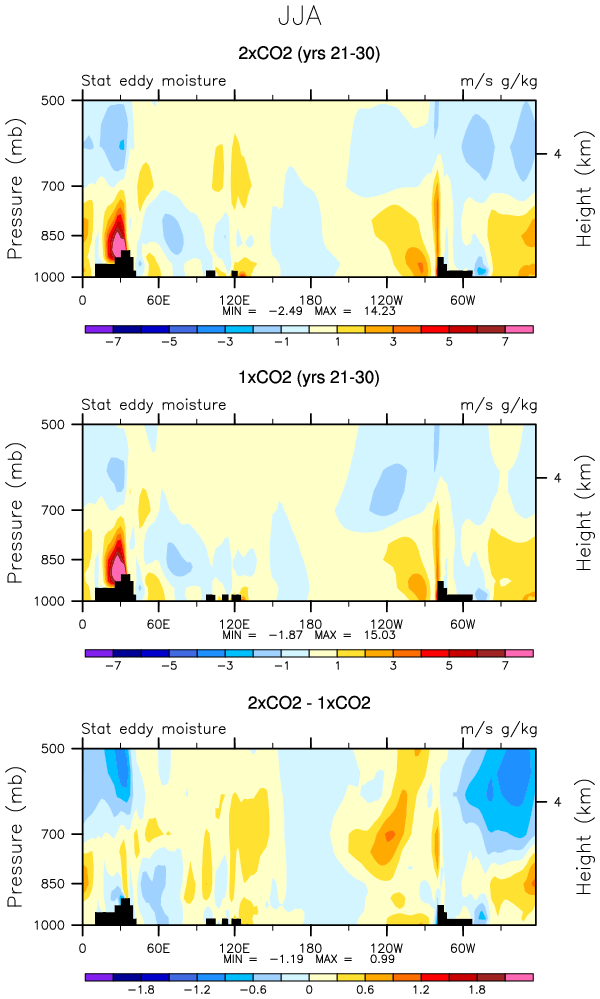 JJA
2xCO2 (yrs 21-30)
Stat eddy moisture m/s g/kg
500
700
850
1000
Pressure (mb)
4
Height (km)
0 60E 120E 180 120W 60W
MIN = -2.49 MAX = 14.23
-7 -5 -3 -1 1 3 5 7
1xCO2 (yrs 21-30)
Stat eddy moisture m/s g/kg
500
700
850
1000
Pressure (mb)
4
Height (km)
0 60E 120E 180 120W 60W
MIN = -1.87 MAX = 15.03
-7 -5 -3 -1 1 3 5 7
2xCO2 - 1xCO2
Stat eddy moisture m/s g/kg
500
700
850
1000
Pressure (mb)
4
Height (km)
0 60E 120E 180 120W 60W
MIN = -1.19 MAX = 0.99
-1.8 -1.2 -0.6 0 0.6 1.2 1.8